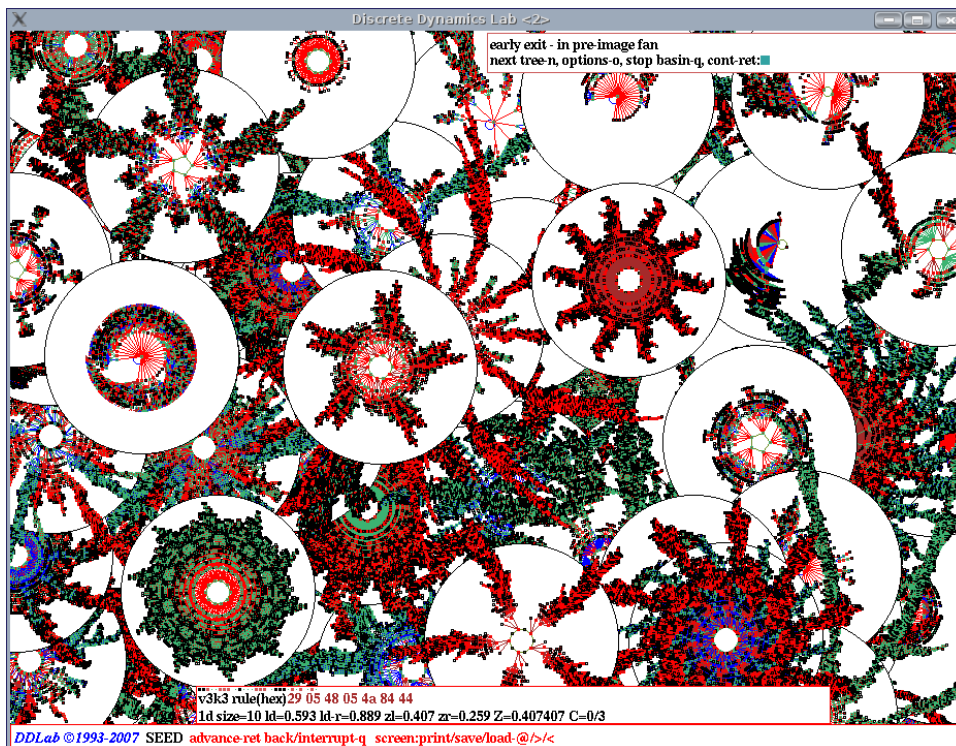 Discrete Dynamics Lab <2>
early exit - in pre-image fan
next tree-n, options-o, stop basin-q, cont-ret:
v3k3 rule(hex)29 05 48 05 4a 84 44
1d size=10 ld=0.593 ld-r=0.889 zl=0.407 zr=0.259 Z=0.407407 C=0/3
DDLab ©1993-2007 SEED advance-ret back/interrupt-q screen:print/save/load-@/>/<